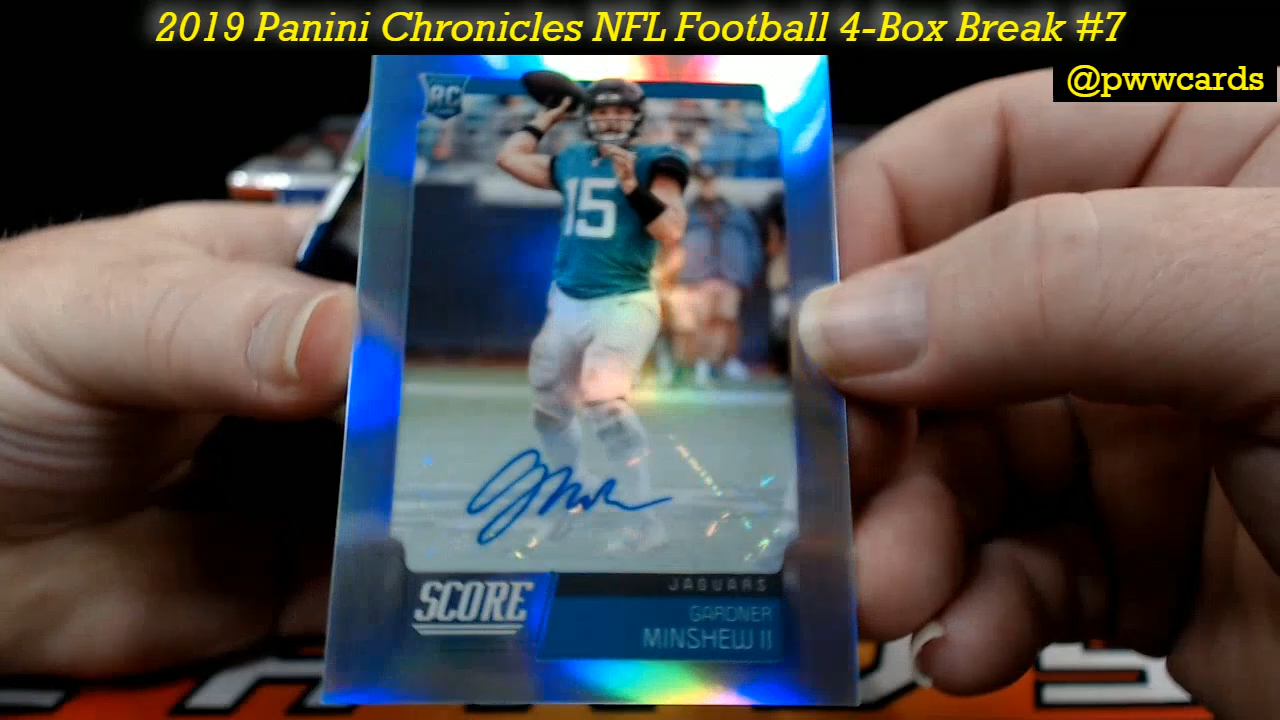 2019 Panini Chronicles NFL Football 4-Box Break #7
@pwwcards
RC
15
SCORE
JAGUARS
GARDNER
MINSHEW II